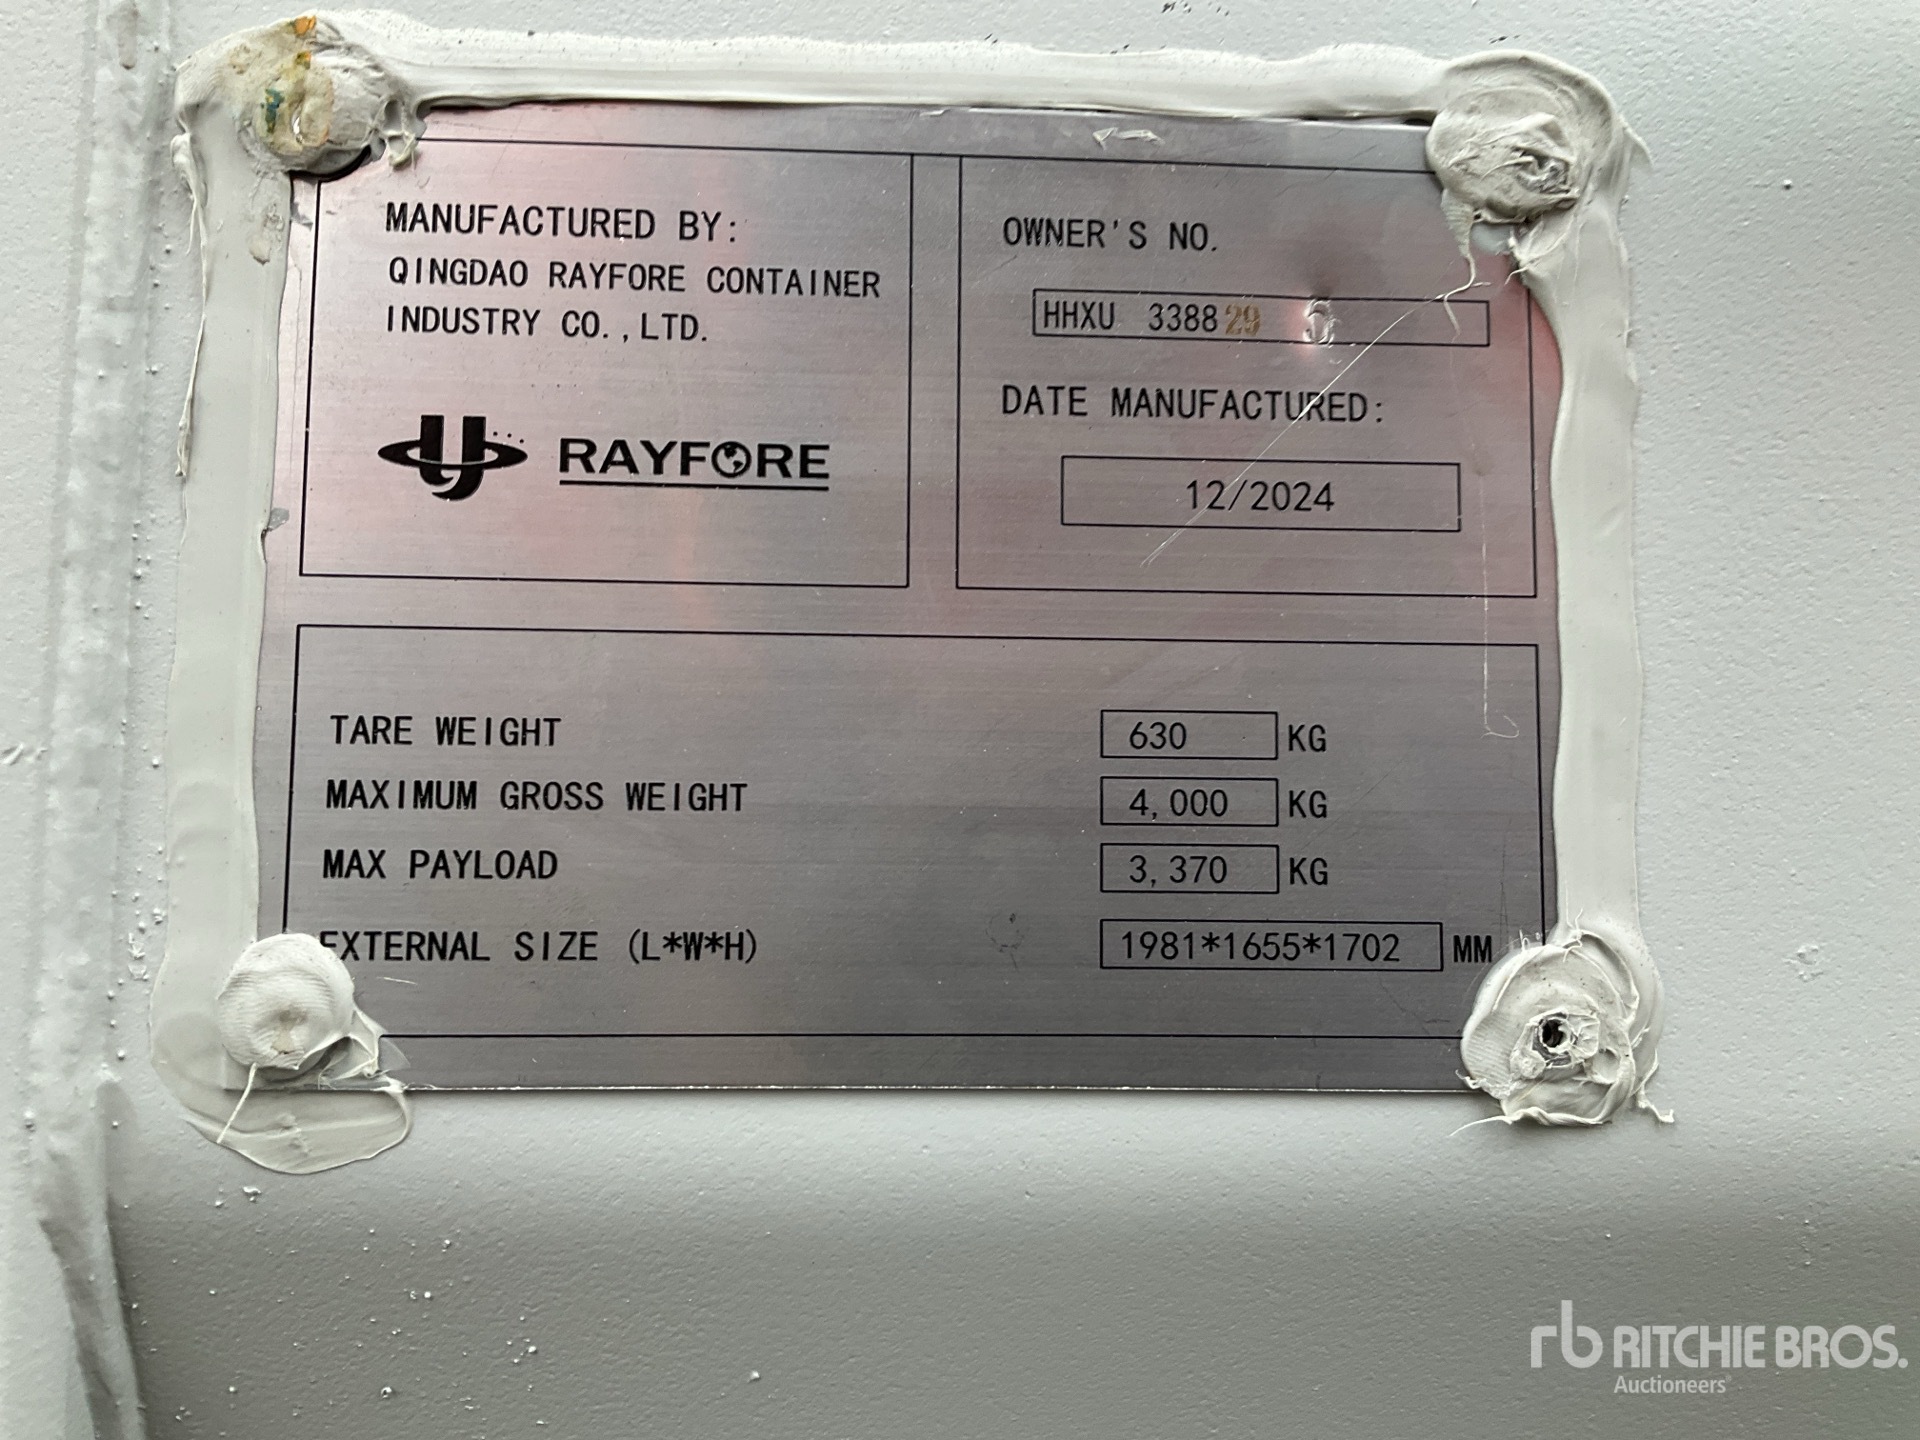 MANUFACTURED BY:
QINGDAO RAYFORE CONTAINER
INDUSTRY CO.,LTD.
RAYFORE
OWNER'S NO.
HHXU 338829 5
DATE MANUFACTURED:
12/2024
TARE WEIGHT 630 KG
MAXIMUM GROSS WEIGHT 4,000 KG
MAX PAYLOAD 3,370 KG
EXTERNAL SIZE (L*W*H) 1981*1655*1702 MM
rb RITCHIE BROS.
Auctioneers